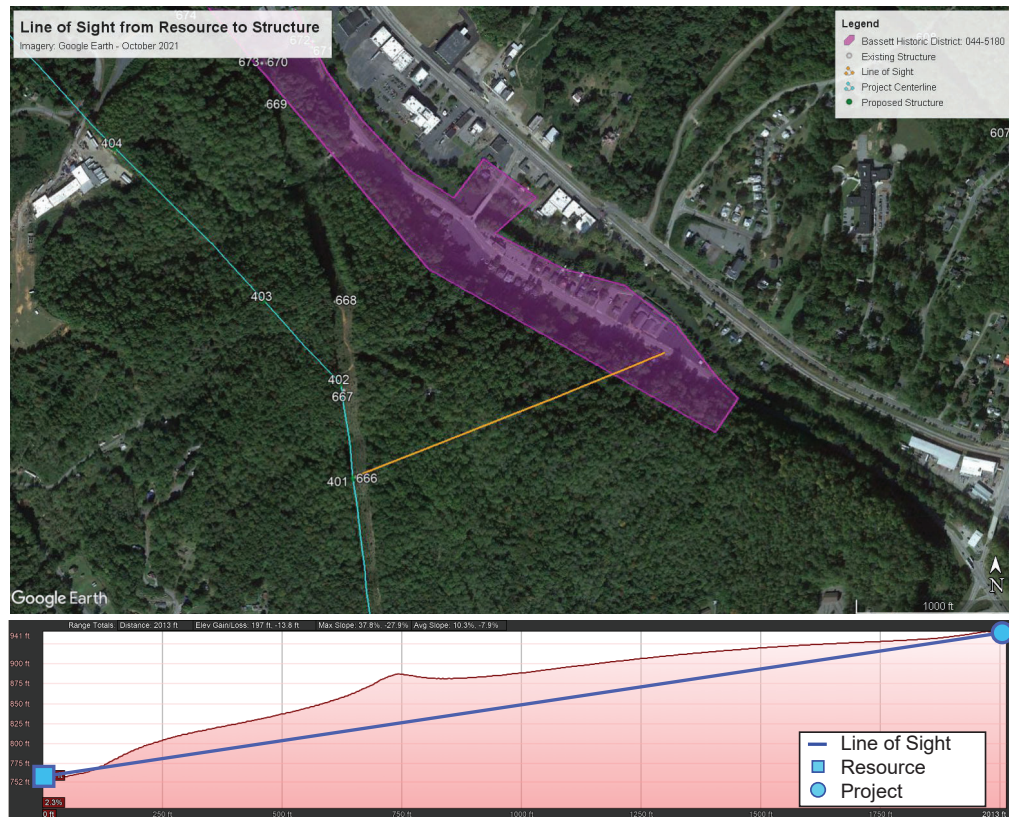 Line of Sight from Resource to Structure
Imagery: Google Earth - October 2021
Legend
Bassett Historic District: 044-5180
Existing Structure
Line of Sight
Project Centerline
Proposed Structure
674
672
673
670
669
607
404
403
668
402
667
401
666
Google Earth
N
1000 ft
Range Totals Distance: 2013 ft Elev Gain/Loss: 197 ft, -13.8 ft Max Slope: 37.8%, -27.9% Avg Slope: 10.3%, -7.9%
941 ft
900 ft
875 ft
850 ft
825 ft
800 ft
775 ft
752 ft
2.3%
0 ft 250 ft 500 ft 750 ft 1000 ft 1250 ft 1500 ft 1750 ft 2013 ft
Line of Sight
Resource
Project